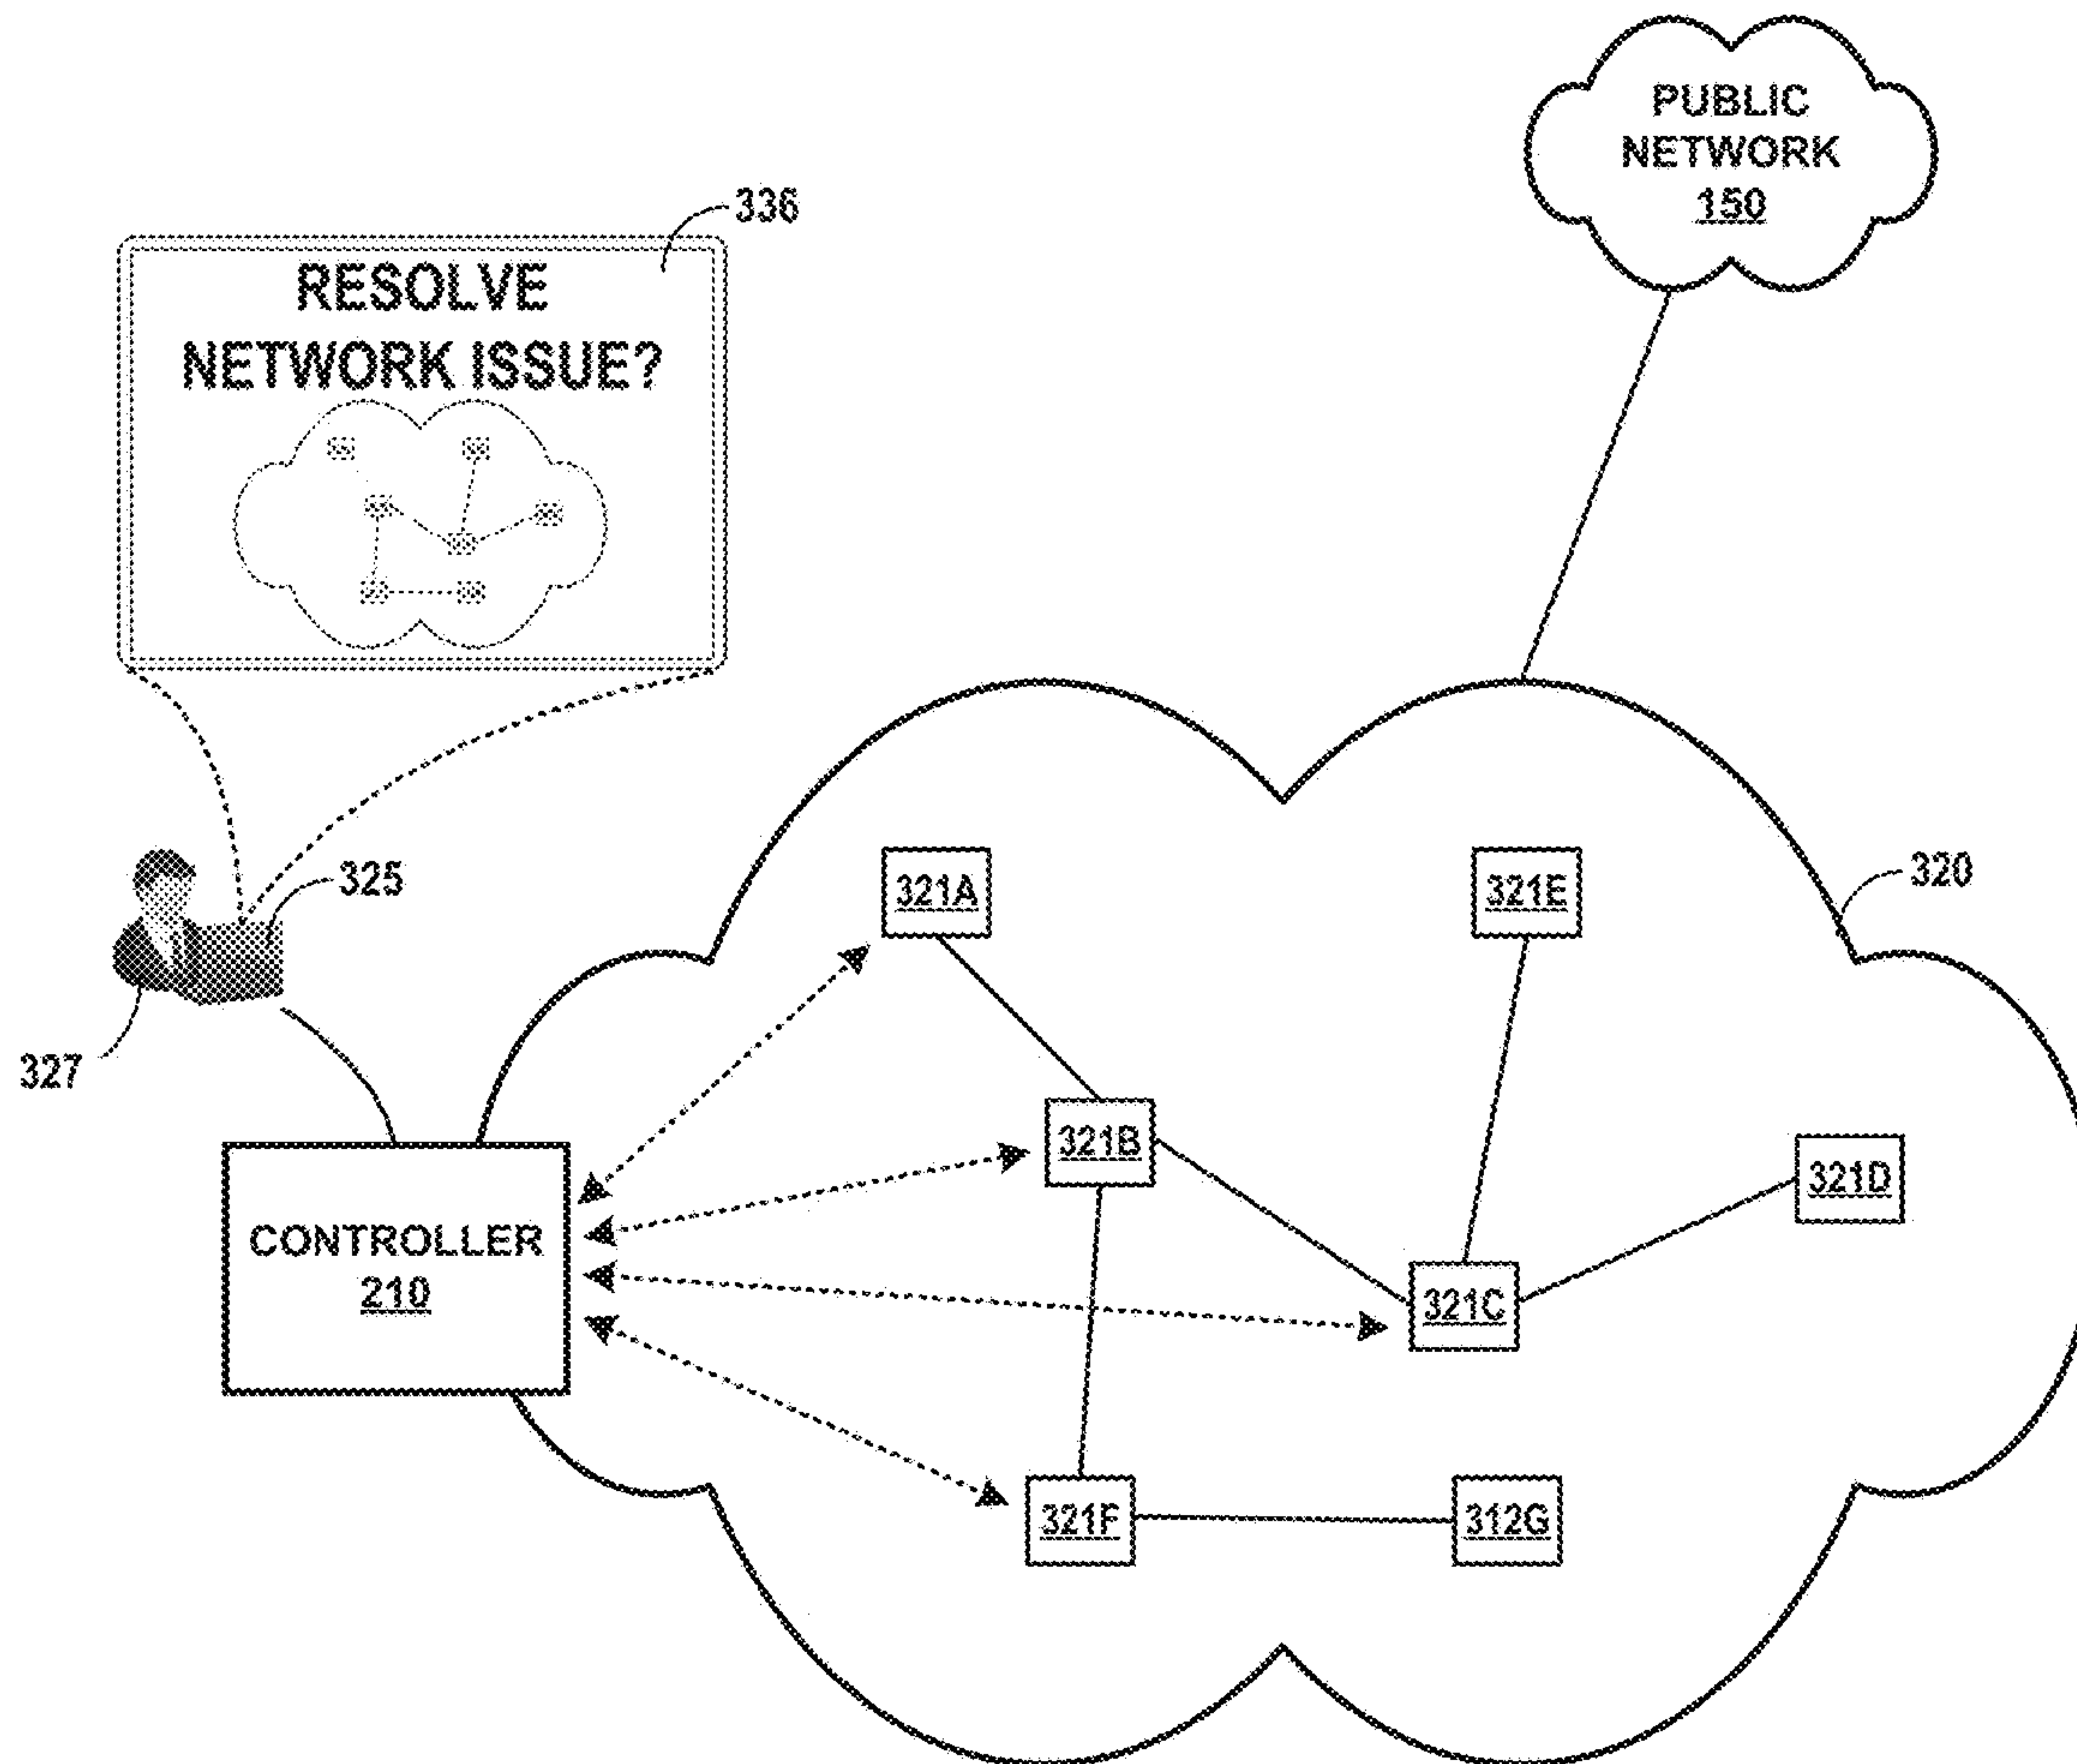 PUBLIC
NETWORK
150
336
RESOLVE
NETWORK ISSUE?
325
327
320
321A
321E
321B
321D
CONTROLLER
210
321C
321F
312G